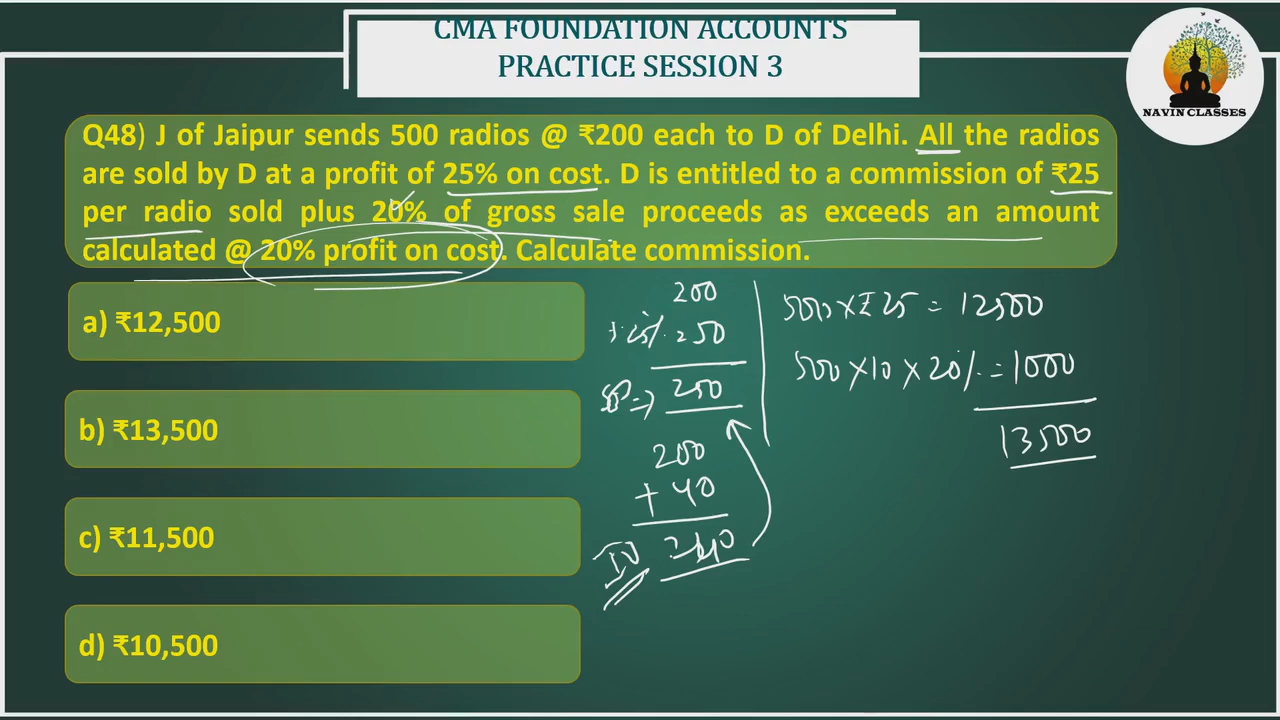 CMA FOUNDATION ACCOUNTS
PRACTICE SESSION 3
NAVIN CLASSES
Q48) J of Jaipur sends 500 radios @ ₹200 each to D of Delhi. All the radios
are sold by D at a profit of 25% on cost. D is entitled to a commission of ₹25
per radio sold plus 20% of gross sale proceeds as exceeds an amount
calculated @ 20% profit on cost. Calculate commission.
a) ₹12,500
b) ₹13,500
c) ₹11,500
d) ₹10,500
200
+ 25% 250
SP => 250
200
+ 40
IP 240
500 x ₹ 25 = 12500
500 x 10 x 20% = 1000
13500